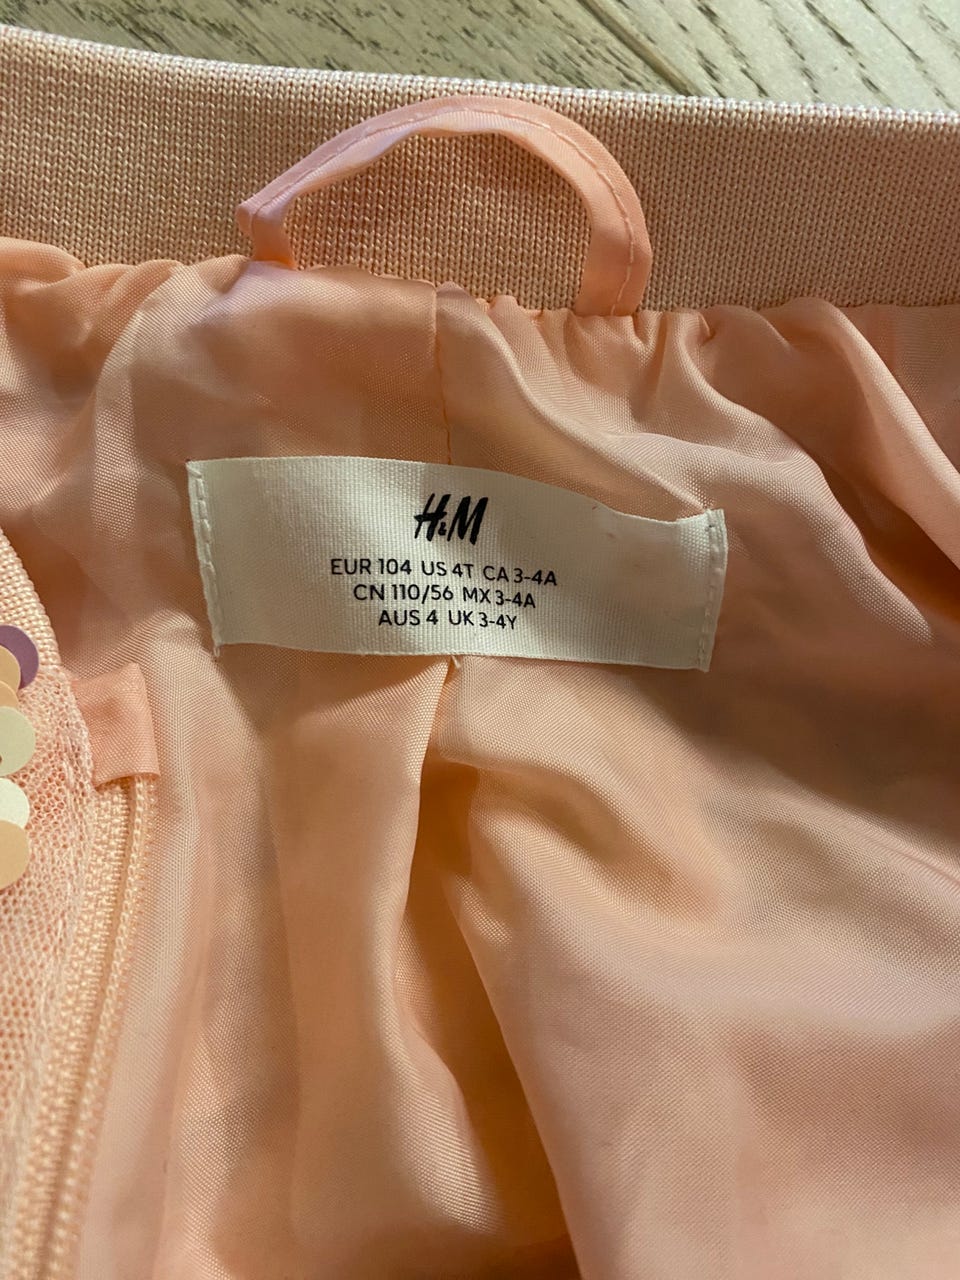 H&M
EUR 104 US 4T CA 3-4A
CN 110/56 MX 3-4A
AUS 4 UK 3-4Y